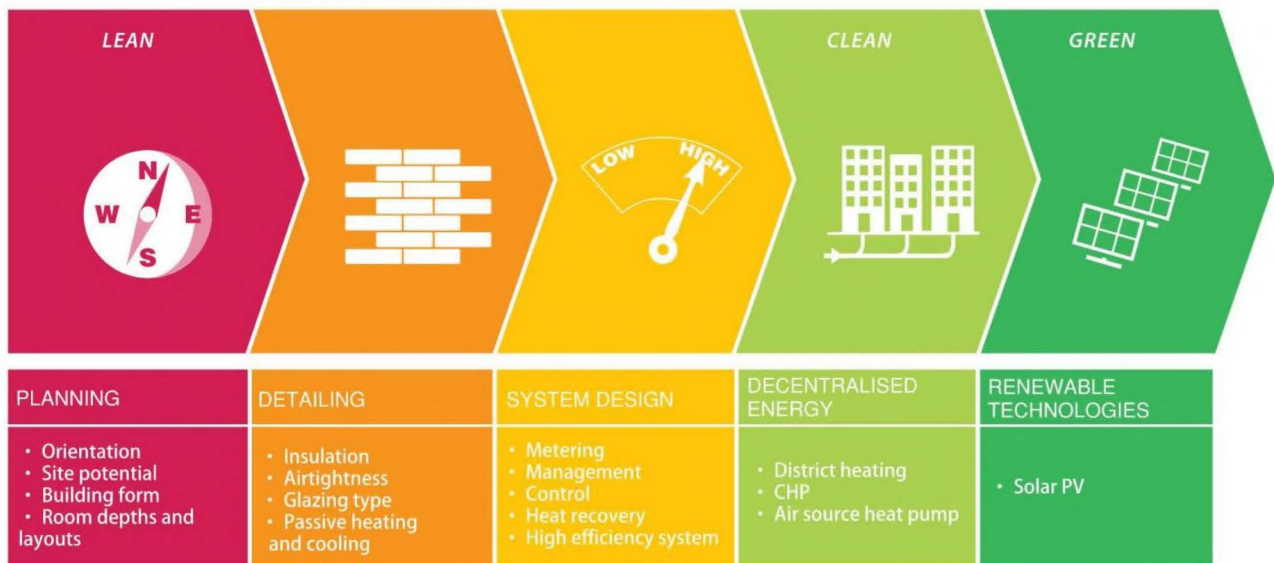 LEAN
CLEAN
GREEN
N
W
E
S
LOW
HIGH
PLANNING
• Orientation
• Site potential
• Building form
• Room depths and
layouts
DETAILING
• Insulation
• Airtightness
• Glazing type
• Passive heating
and cooling
SYSTEM DESIGN
• Metering
• Management
• Control
• Heat recovery
• High efficiency system
DECENTRALISED
ENERGY
• District heating
• CHP
• Air source heat pump
RENEWABLE
TECHNOLOGIES
• Solar PV